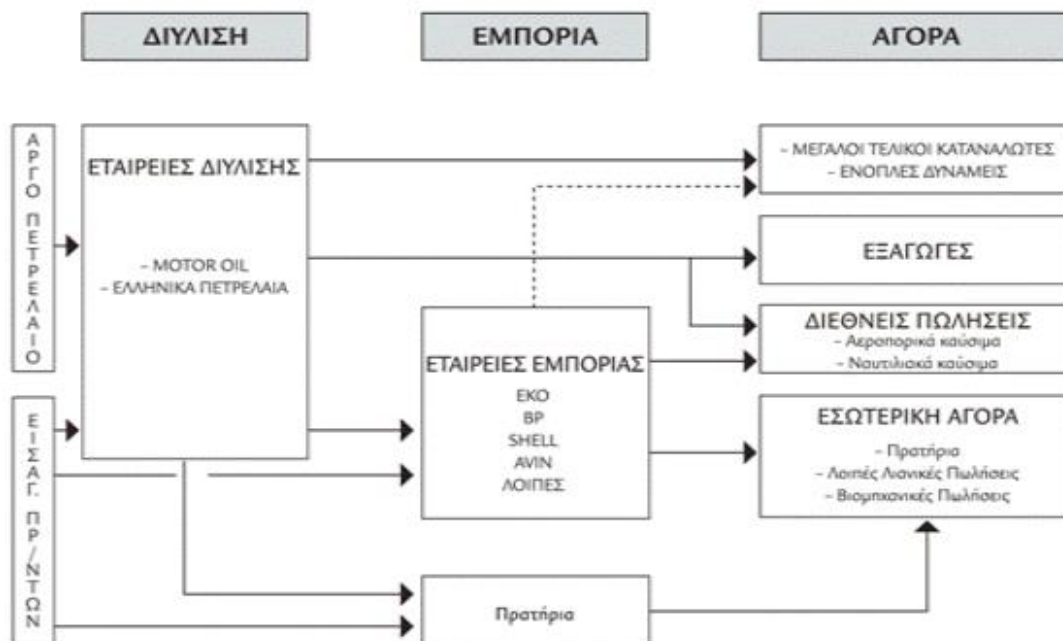 ΔΙΥΛΙΣΗ
ΕΜΠΟΡΙΑ
ΑΓΟΡΑ
ΑΡΓΟ ΠΕΤΡΕΛΑΙΟ
ΕΤΑΙΡΕΙΕΣ ΔΙΥΛΙΣΗΣ
– MOTOR OIL
– ΕΛΛΗΝΙΚΑ ΠΕΤΡΕΛΑΙΑ
– ΜΕΓΑΛΟΙ ΤΕΛΙΚΟΙ ΚΑΤΑΝΑΛΩΤΕΣ
– ΕΝΟΠΛΕΣ ΔΥΝΑΜΕΙΣ
ΕΞΑΓΩΓΕΣ
ΔΙΕΘΝΕΙΣ ΠΩΛΗΣΕΙΣ
– Αεροπορικά καύσιμα
– Ναυτιλιακά καύσιμα
ΕΤΑΙΡΕΙΕΣ ΕΜΠΟΡΙΑΣ
ΕΚΟ
BP
SHELL
AVIN
ΛΟΙΠΕΣ
ΕΙΣΑΓ. ΠΡ/ΝΤΩΝ
ΕΣΩΤΕΡΙΚΗ ΑΓΟΡΑ
– Πρατήρια
– Λοιπές Λιανικές Πωλήσεις
– Βιομηχανικές Πωλήσεις
Πρατήρια